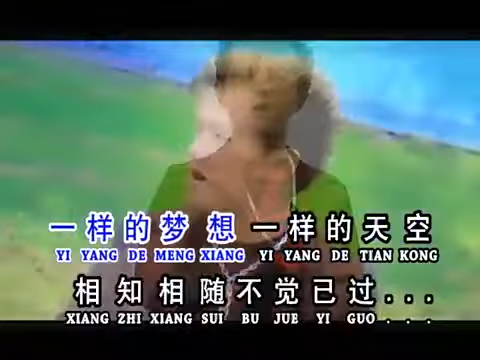 一样的梦想 一样的天空
YI YANG DE MENG XIANG YI YANG DE TIAN KONG
相知相随不觉已过...
XIANG ZHI XIANG SUI BU JUE YI GUO . . .